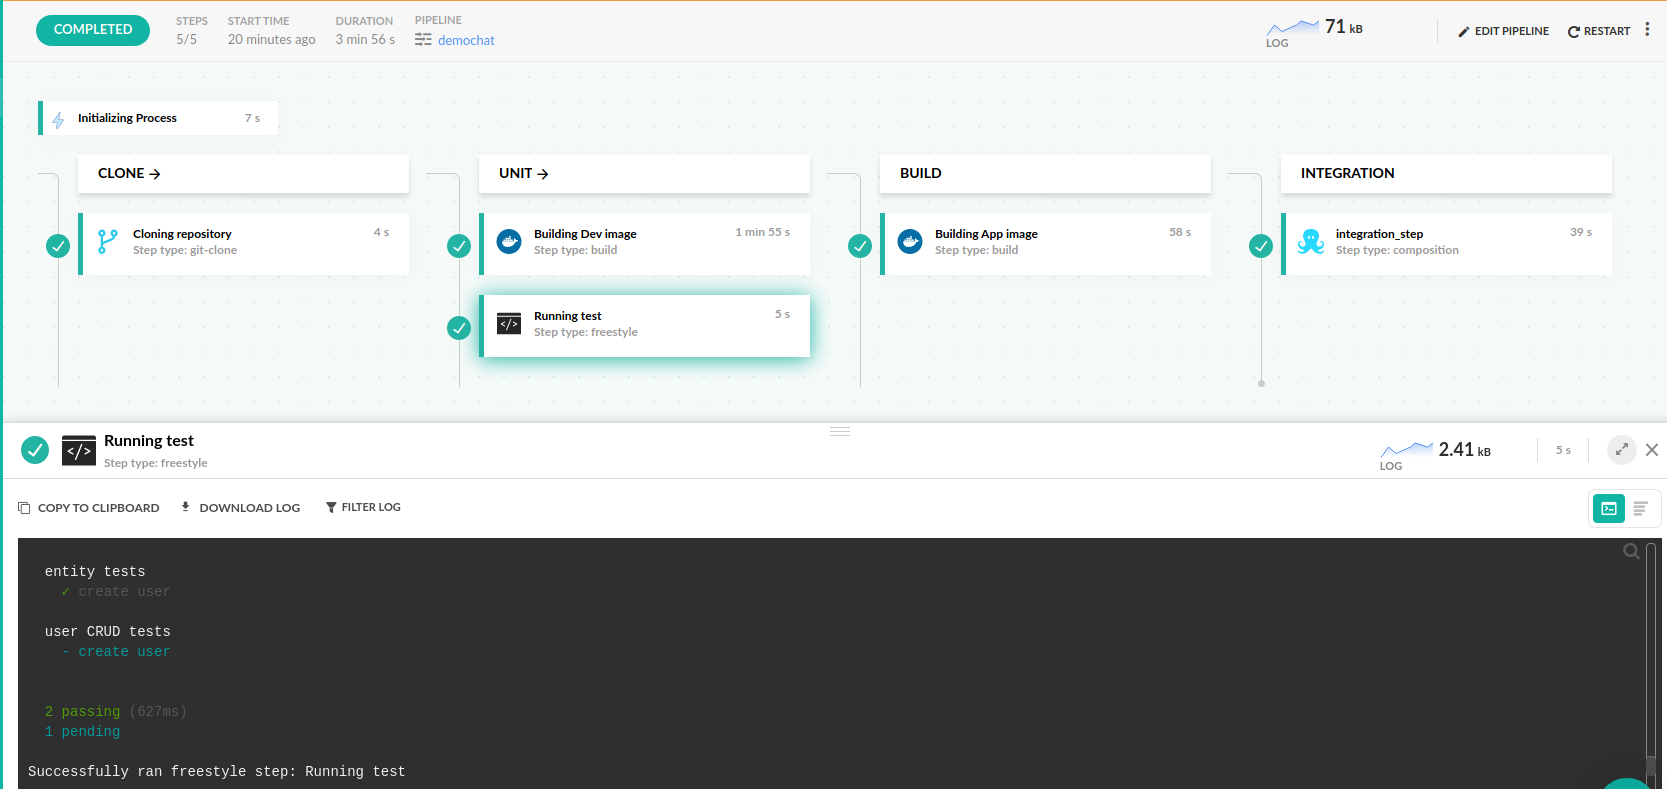 COMPLETED
STEPS
5/5
START TIME
20 minutes ago
DURATION
3 min 56 s
PIPELINE
demochat
LOG
71 kB
EDIT PIPELINE
RESTART
Initializing Process 7 s
CLONE →
Cloning repository 4 s
Step type: git-clone
UNIT →
Building Dev image 1 min 55 s
Step type: build
Running test 5 s
Step type: freestyle
BUILD
Building App image 58 s
Step type: build
INTEGRATION
integration_step 39 s
Step type: composition
</> Running test
Step type: freestyle
LOG
2.41 kB
5 s
COPY TO CLIPBOARD
DOWNLOAD LOG
FILTER LOG
entity tests
✓ create user
user CRUD tests
- create user
2 passing (627ms)
1 pending
Successfully ran freestyle step: Running test